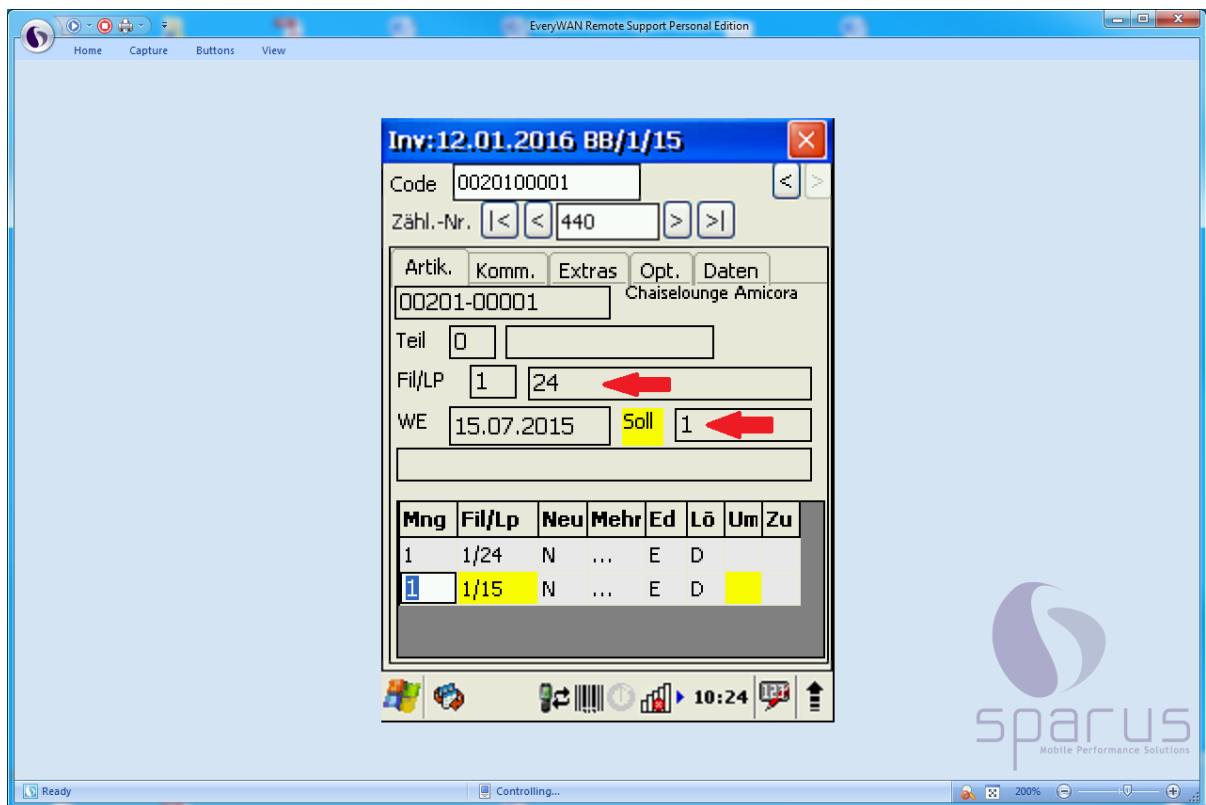 EveryWAN Remote Support Personal Edition
Home Capture Buttons View
Inv:12.01.2016 BB/1/15
Code 0020100001 < >
Zähl.-Nr. |< < 440 > >|
Artik. Komm. Extras Opt. Daten
00201-00001 Chaiselounge Amicora
Teil 0
Fil/LP 1 24
WE 15.07.2015 Soll 1
Mng Fil/Lp Neu Mehr Ed Lö Um Zu
1 1/24 N ... E D
1 1/15 N ... E D
10:24 123
sparus
Mobile Performance Solutions
Ready Controlling... 200%